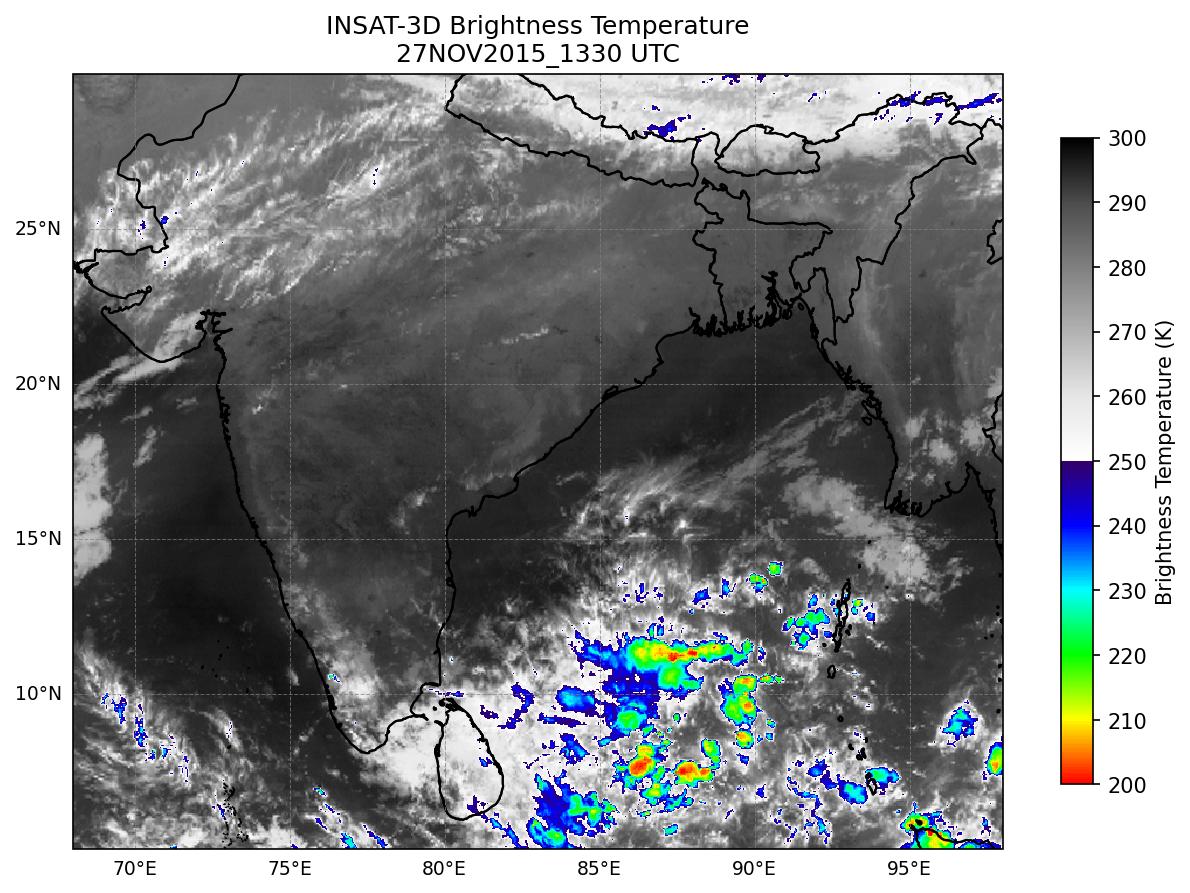 INSAT-3D Brightness Temperature
27NOV2015_1330 UTC
25°N
20°N
15°N
10°N
70°E
75°E
80°E
85°E
90°E
95°E
300
290
280
270
260
250
240
230
220
210
200
Brightness Temperature (K)